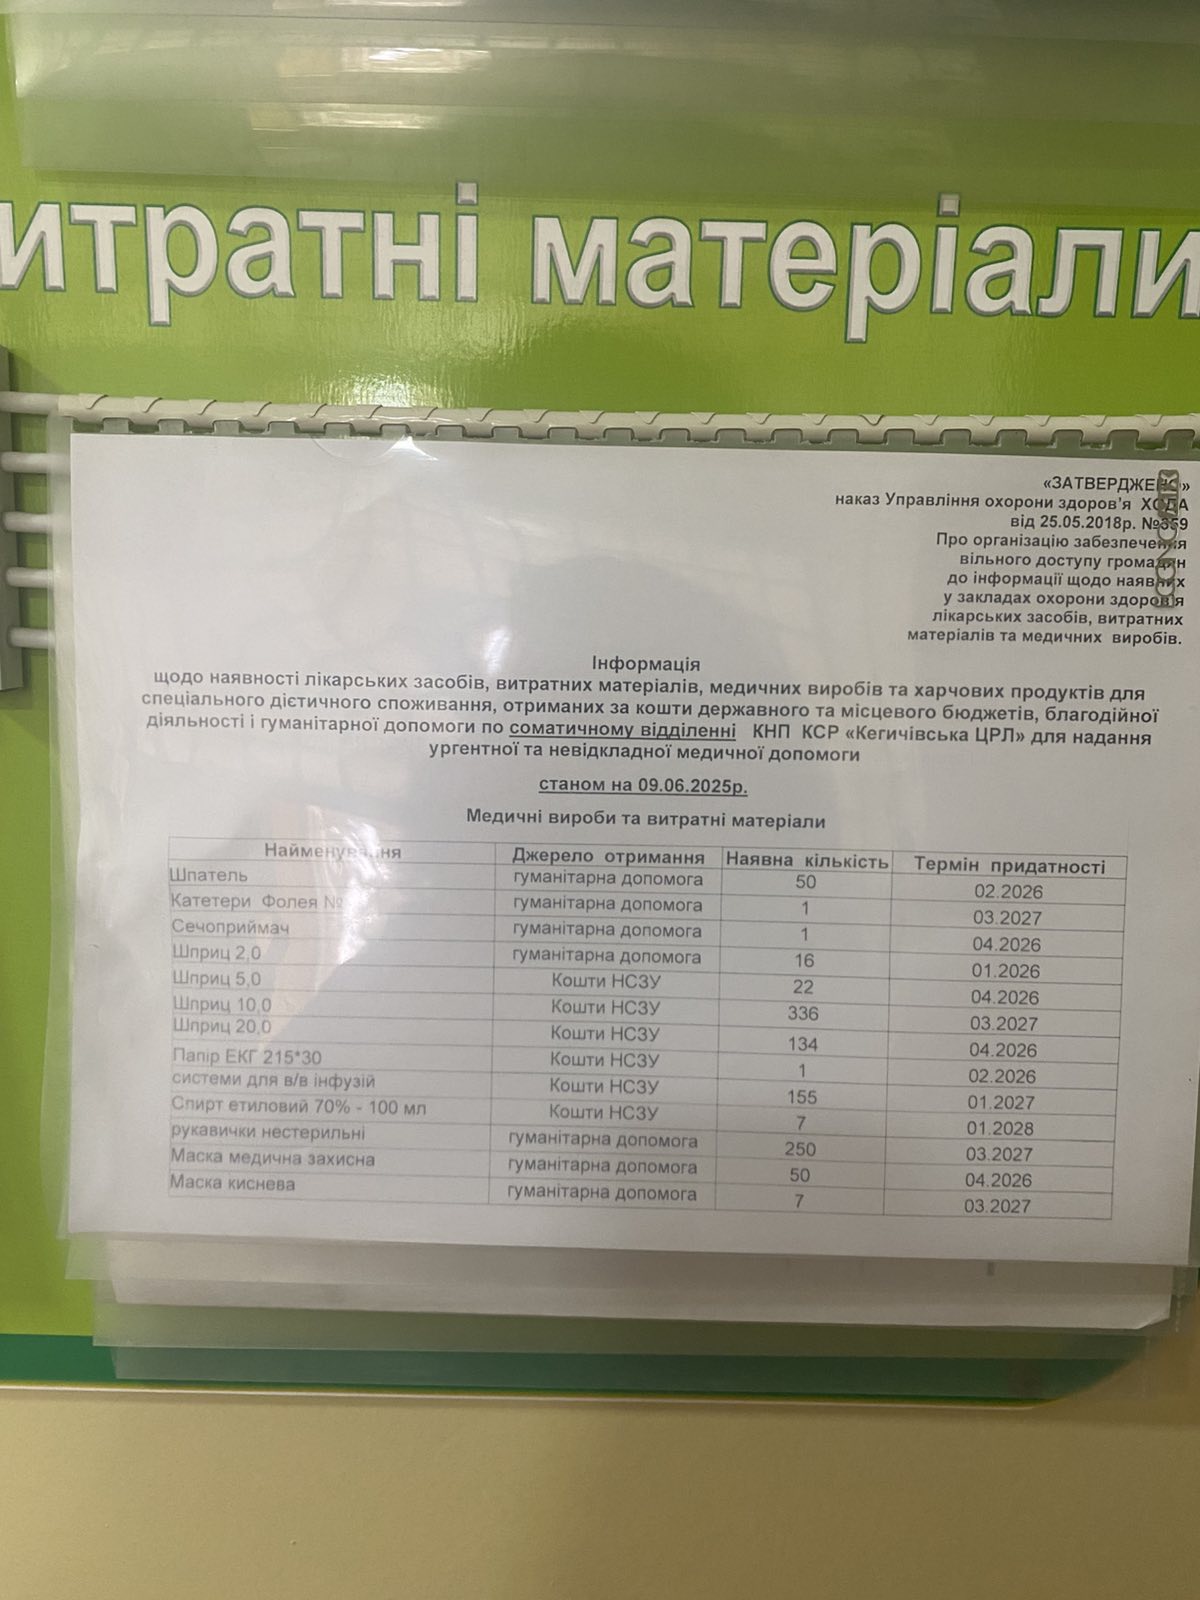 итратні матеріали
«ЗАТВЕРДЖЕНО»
наказ Управління охорони здоров’я ХОДА
від 25.05.2018р. №359
Про організацію забезпечення
вільного доступу громадян
до інформації щодо наявних
у закладах охорони здоров’я
лікарських засобів, витратних
матеріалів та медичних виробів.
Інформація
щодо наявності лікарських засобів, витратних матеріалів, медичних виробів та харчових продуктів для
спеціального дієтичного споживання, отриманих за кошти державного та місцевого бюджетів, благодійної
діяльності і гуманітарної допомоги по соматичному відділенні КНП КСР «Кегичівська ЦРЛ» для надання
ургентної та невідкладної медичної допомоги
станом на 09.06.2025р.
Медичні вироби та витратні матеріали
Найменування Джерело отримання Наявна кількість Термін придатності
Шпатель гуманітарна допомога 50 02.2026
Катетери Фолея № гуманітарна допомога 1 03.2027
Сечоприймач гуманітарна допомога 1 04.2026
Шприц 2,0 гуманітарна допомога 16 01.2026
Шприц 5,0 Кошти НСЗУ 22 04.2026
Шприц 10,0 Кошти НСЗУ 336 03.2027
Шприц 20,0 Кошти НСЗУ 134 04.2026
Папір ЕКГ 215*30 Кошти НСЗУ 1 02.2026
системи для в/в інфузій Кошти НСЗУ 155 01.2027
Спирт етиловий 70% - 100 мл Кошти НСЗУ 7 01.2028
рукавички нестерильні гуманітарна допомога 250 03.2027
Маска медична захисна гуманітарна допомога 50 04.2026
Маска киснева гуманітарна допомога 7 03.2027